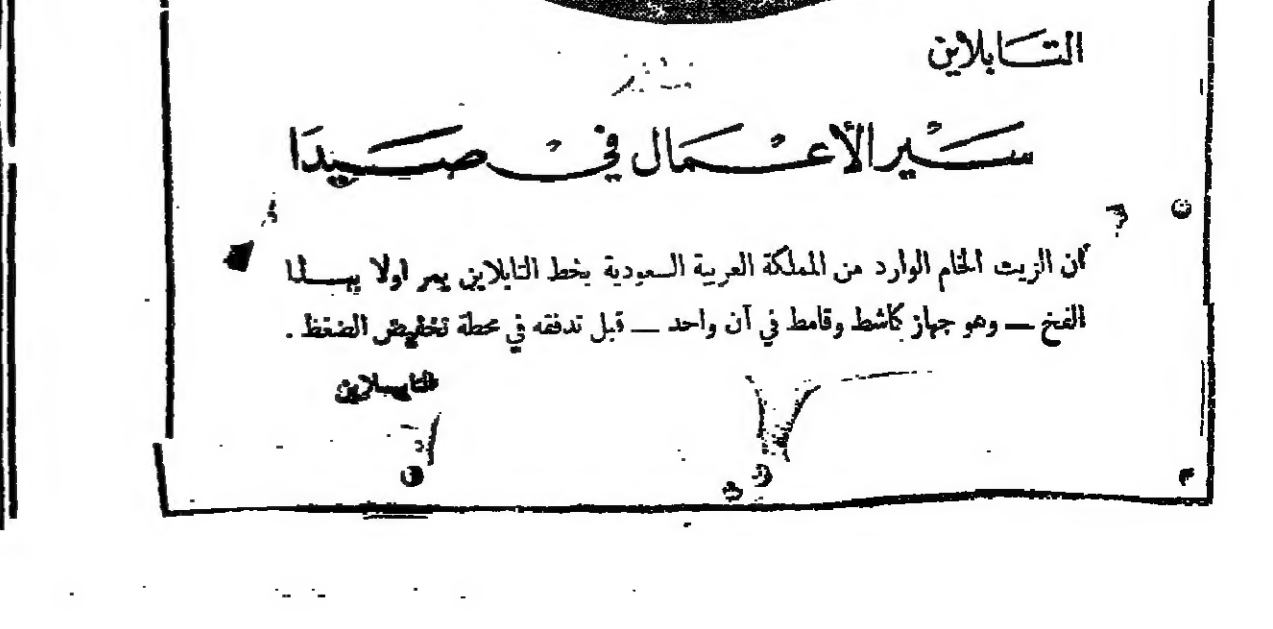 التابلاين
سير الأعمال في صيدا
أن الزيت الخام الوارد من المملكة العربية السعودية بخط التابلاين يمر اولا بهذا
الفخ — وهو جهاز كاشط وقامط في آن واحد — قبل تدفقه في محطة تخفيض الضغط .
التابلاين